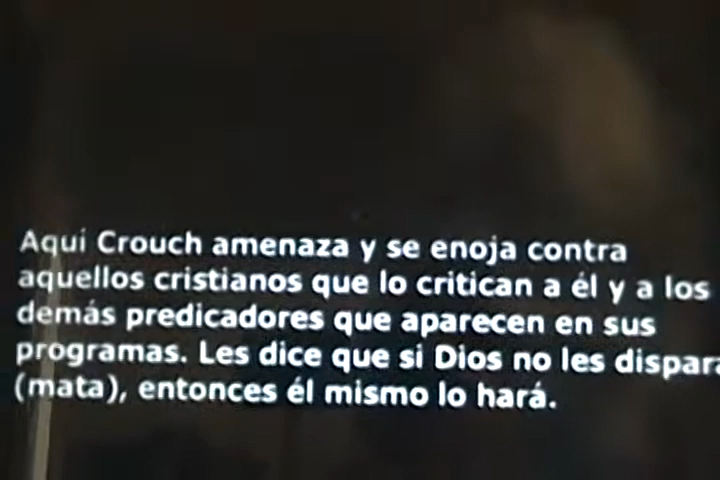 Aquí Crouch amenaza y se enoja contra
aquellos cristianos que lo critican a él y a los
demás predicadores que aparecen en sus
programas. Les dice que si Dios no les dispara
(mata), entonces él mismo lo hará.